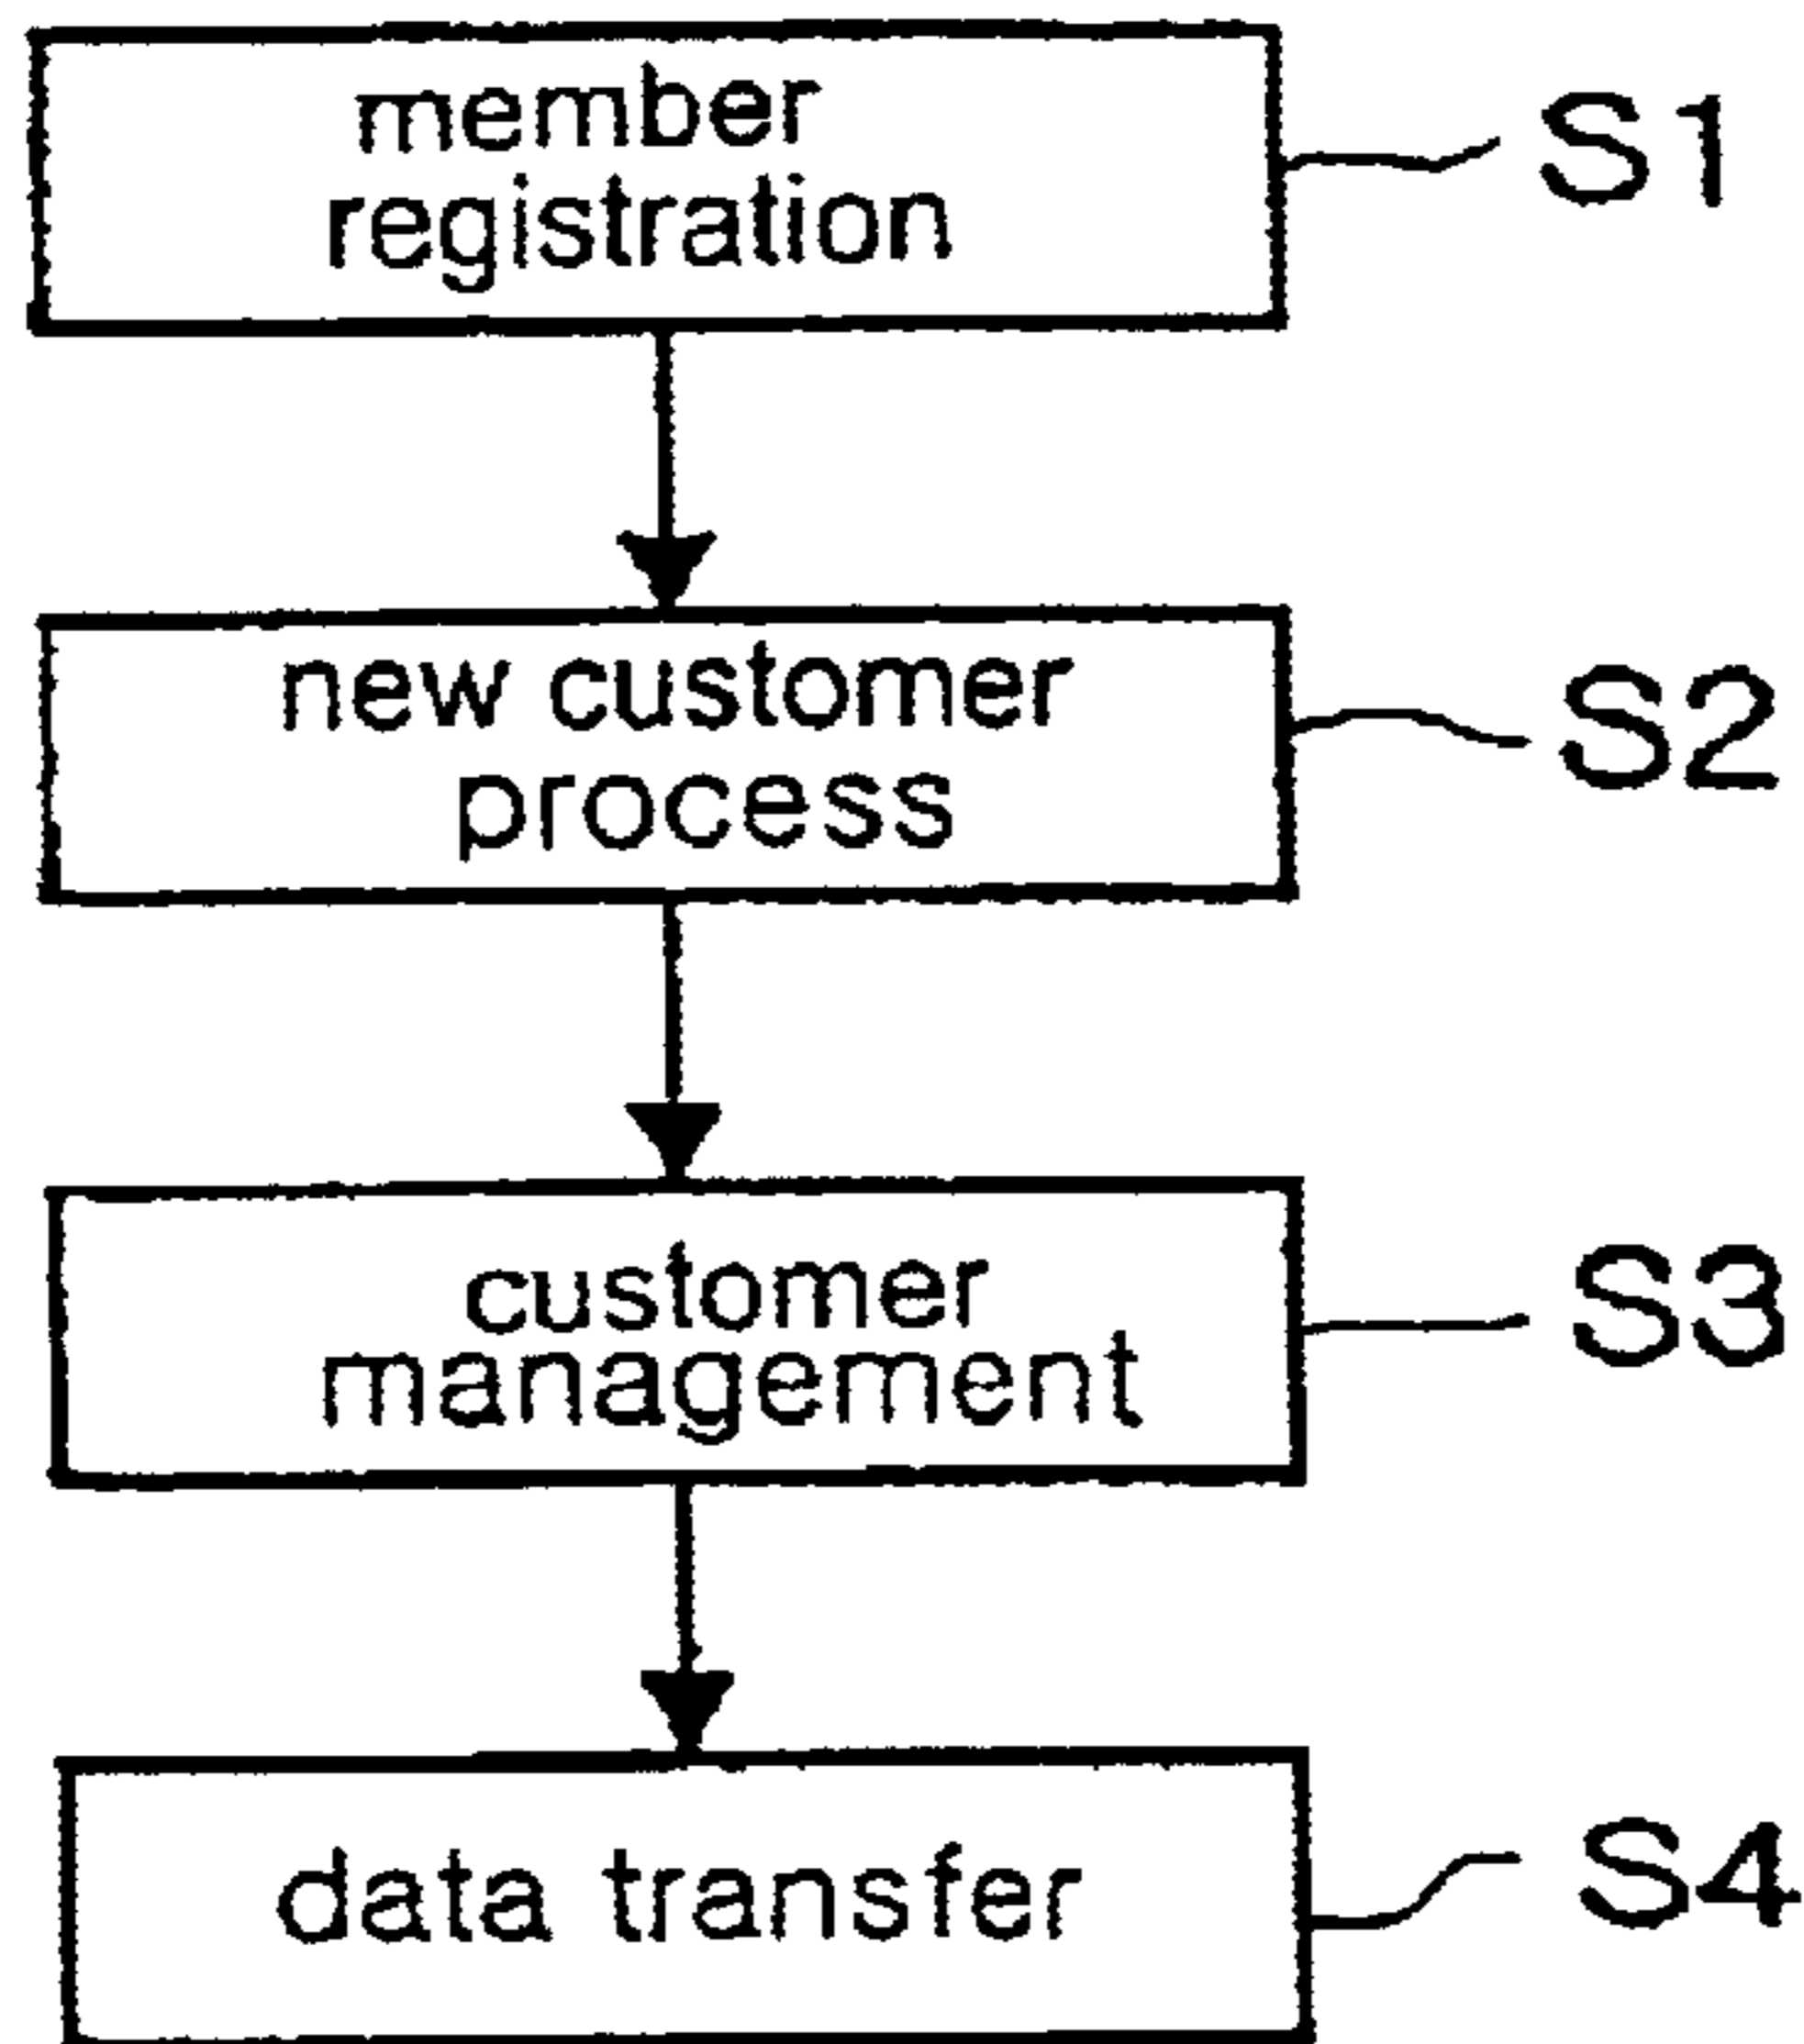 member
registration
S1
new customer
process
S2
customer
management
S3
data transfer
S4